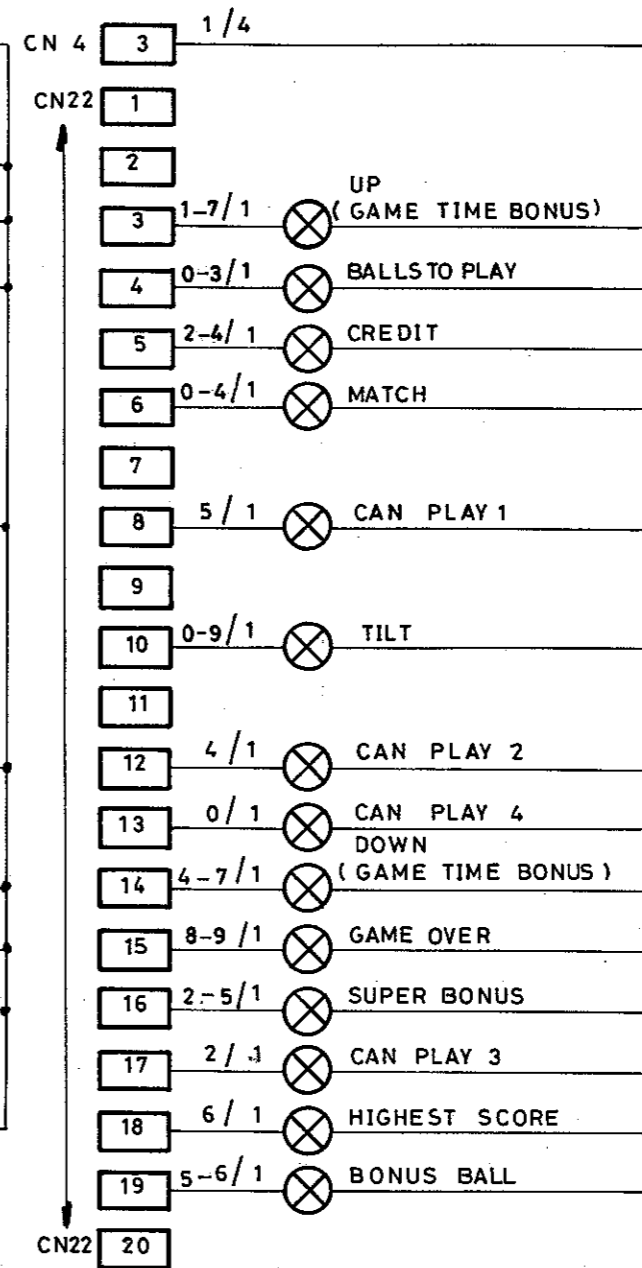 CN 4 3 1/4
CN22 1
2
UP
3 1-7/1 (GAME TIME BONUS)
4 0-3/1 BALLS TO PLAY
5 2-4/1 CREDIT
6 0-4/1 MATCH
7
8 5/1 CAN PLAY 1
9
10 0-9/1 TILT
11
12 4/1 CAN PLAY 2
13 0/1 CAN PLAY 4
DOWN
14 4-7/1 (GAME TIME BONUS)
15 8-9/1 GAME OVER
16 2-5/1 SUPER BONUS
17 2/1 CAN PLAY 3
18 6/1 HIGHEST SCORE
19 5-6/1 BONUS BALL
CN22 20